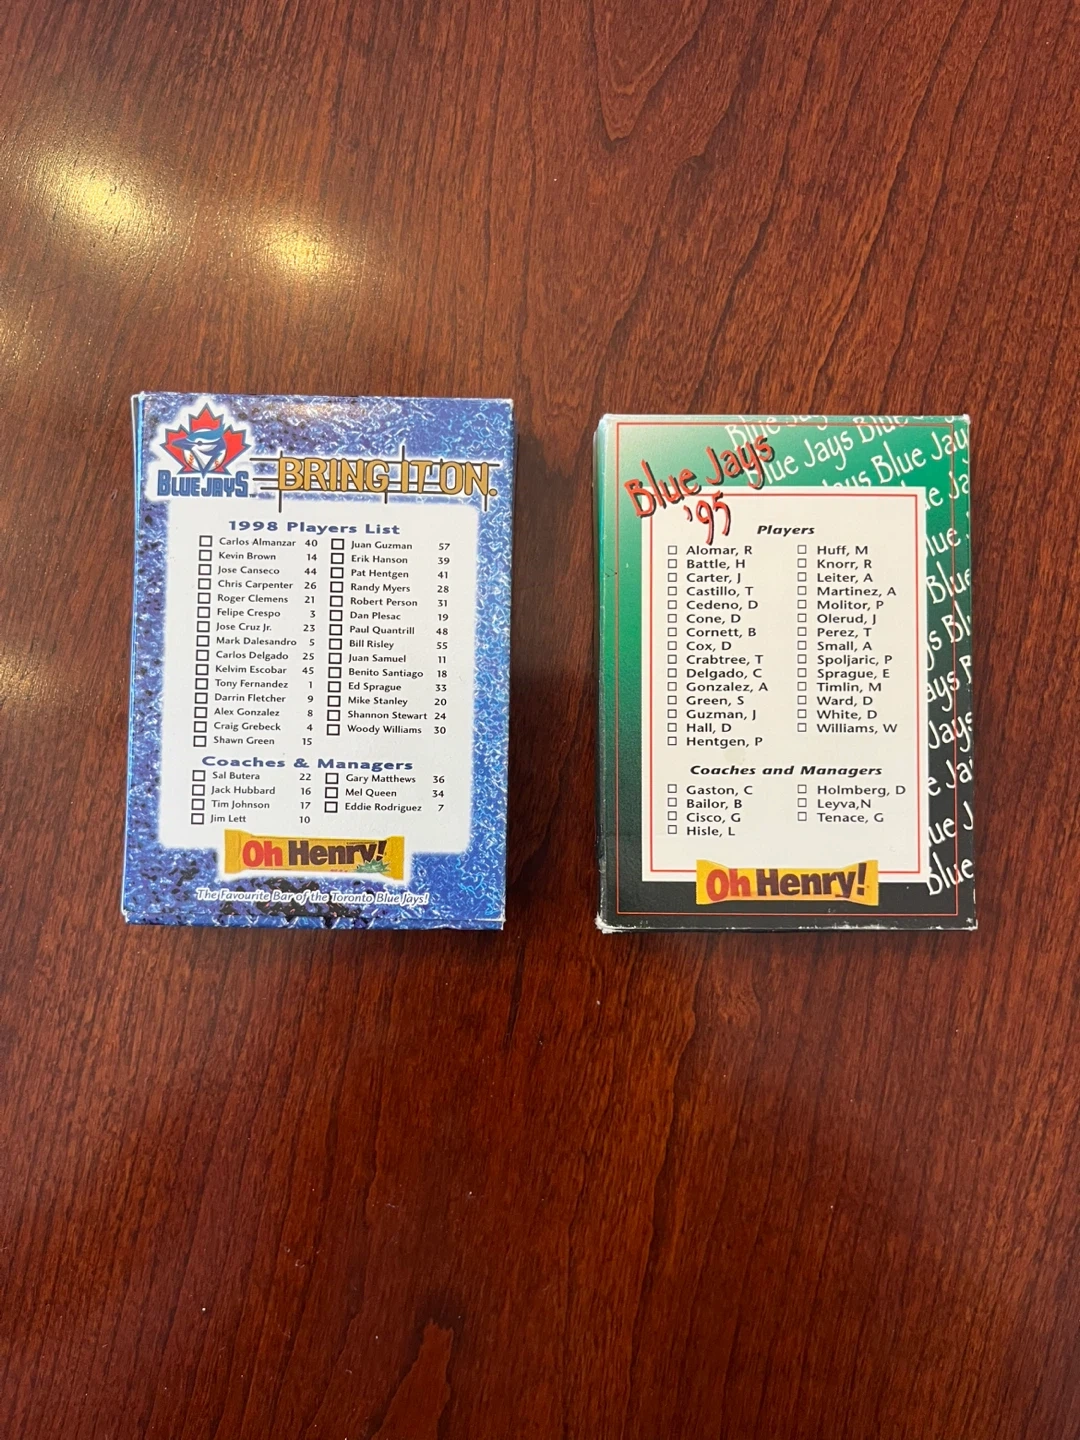 BLUE JAYS
BRING IT ON.
1998 Players List
Carlos Almanzar 40
Kevin Brown 14
Jose Canseco 44
Chris Carpenter 26
Roger Clemens 21
Felipe Crespo 3
Jose Cruz Jr. 23
Mark Dalesandro 5
Carlos Delgado 25
Kelvim Escobar 45
Tony Fernandez 1
Darrin Fletcher 9
Alex Gonzalez 8
Craig Grebeck 4
Shawn Green 15
Juan Guzman 57
Erik Hanson 39
Pat Hentgen 41
Randy Myers 28
Robert Person 31
Dan Plesac 19
Paul Quantrill 48
Bill Risley 55
Juan Samuel 11
Benito Santiago 18
Ed Sprague 33
Mike Stanley 20
Shannon Stewart 24
Woody Williams 30
Coaches & Managers
Sal Butera 22
Jack Hubbard 16
Tim Johnson 17
Jim Lett 10
Gary Matthews 36
Mel Queen 34
Eddie Rodriguez 7
Oh Henry!
The Favourite Bar of the Toronto Blue Jays!
Blue Jays
'95
Players
Alomar, R
Battle, H
Carter, J
Castillo, T
Cedeno, D
Cone, D
Cornett, B
Cox, D
Crabtree, T
Delgado, C
Gonzalez, A
Green, S
Guzman, J
Hall, D
Hentgen, P
Huff, M
Knorr, R
Leiter, A
Martinez, A
Molitor, P
Olerud, J
Perez, T
Small, A
Spoljaric, P
Sprague, E
Timlin, M
Ward, D
White, D
Williams, W
Coaches and Managers
Gaston, C
Bailor, B
Cisco, G
Hisle, L
Holmberg, D
Leyva,N
Tenace, G
Oh Henry!
Blue Jays Blue
Blue Jays
Blue